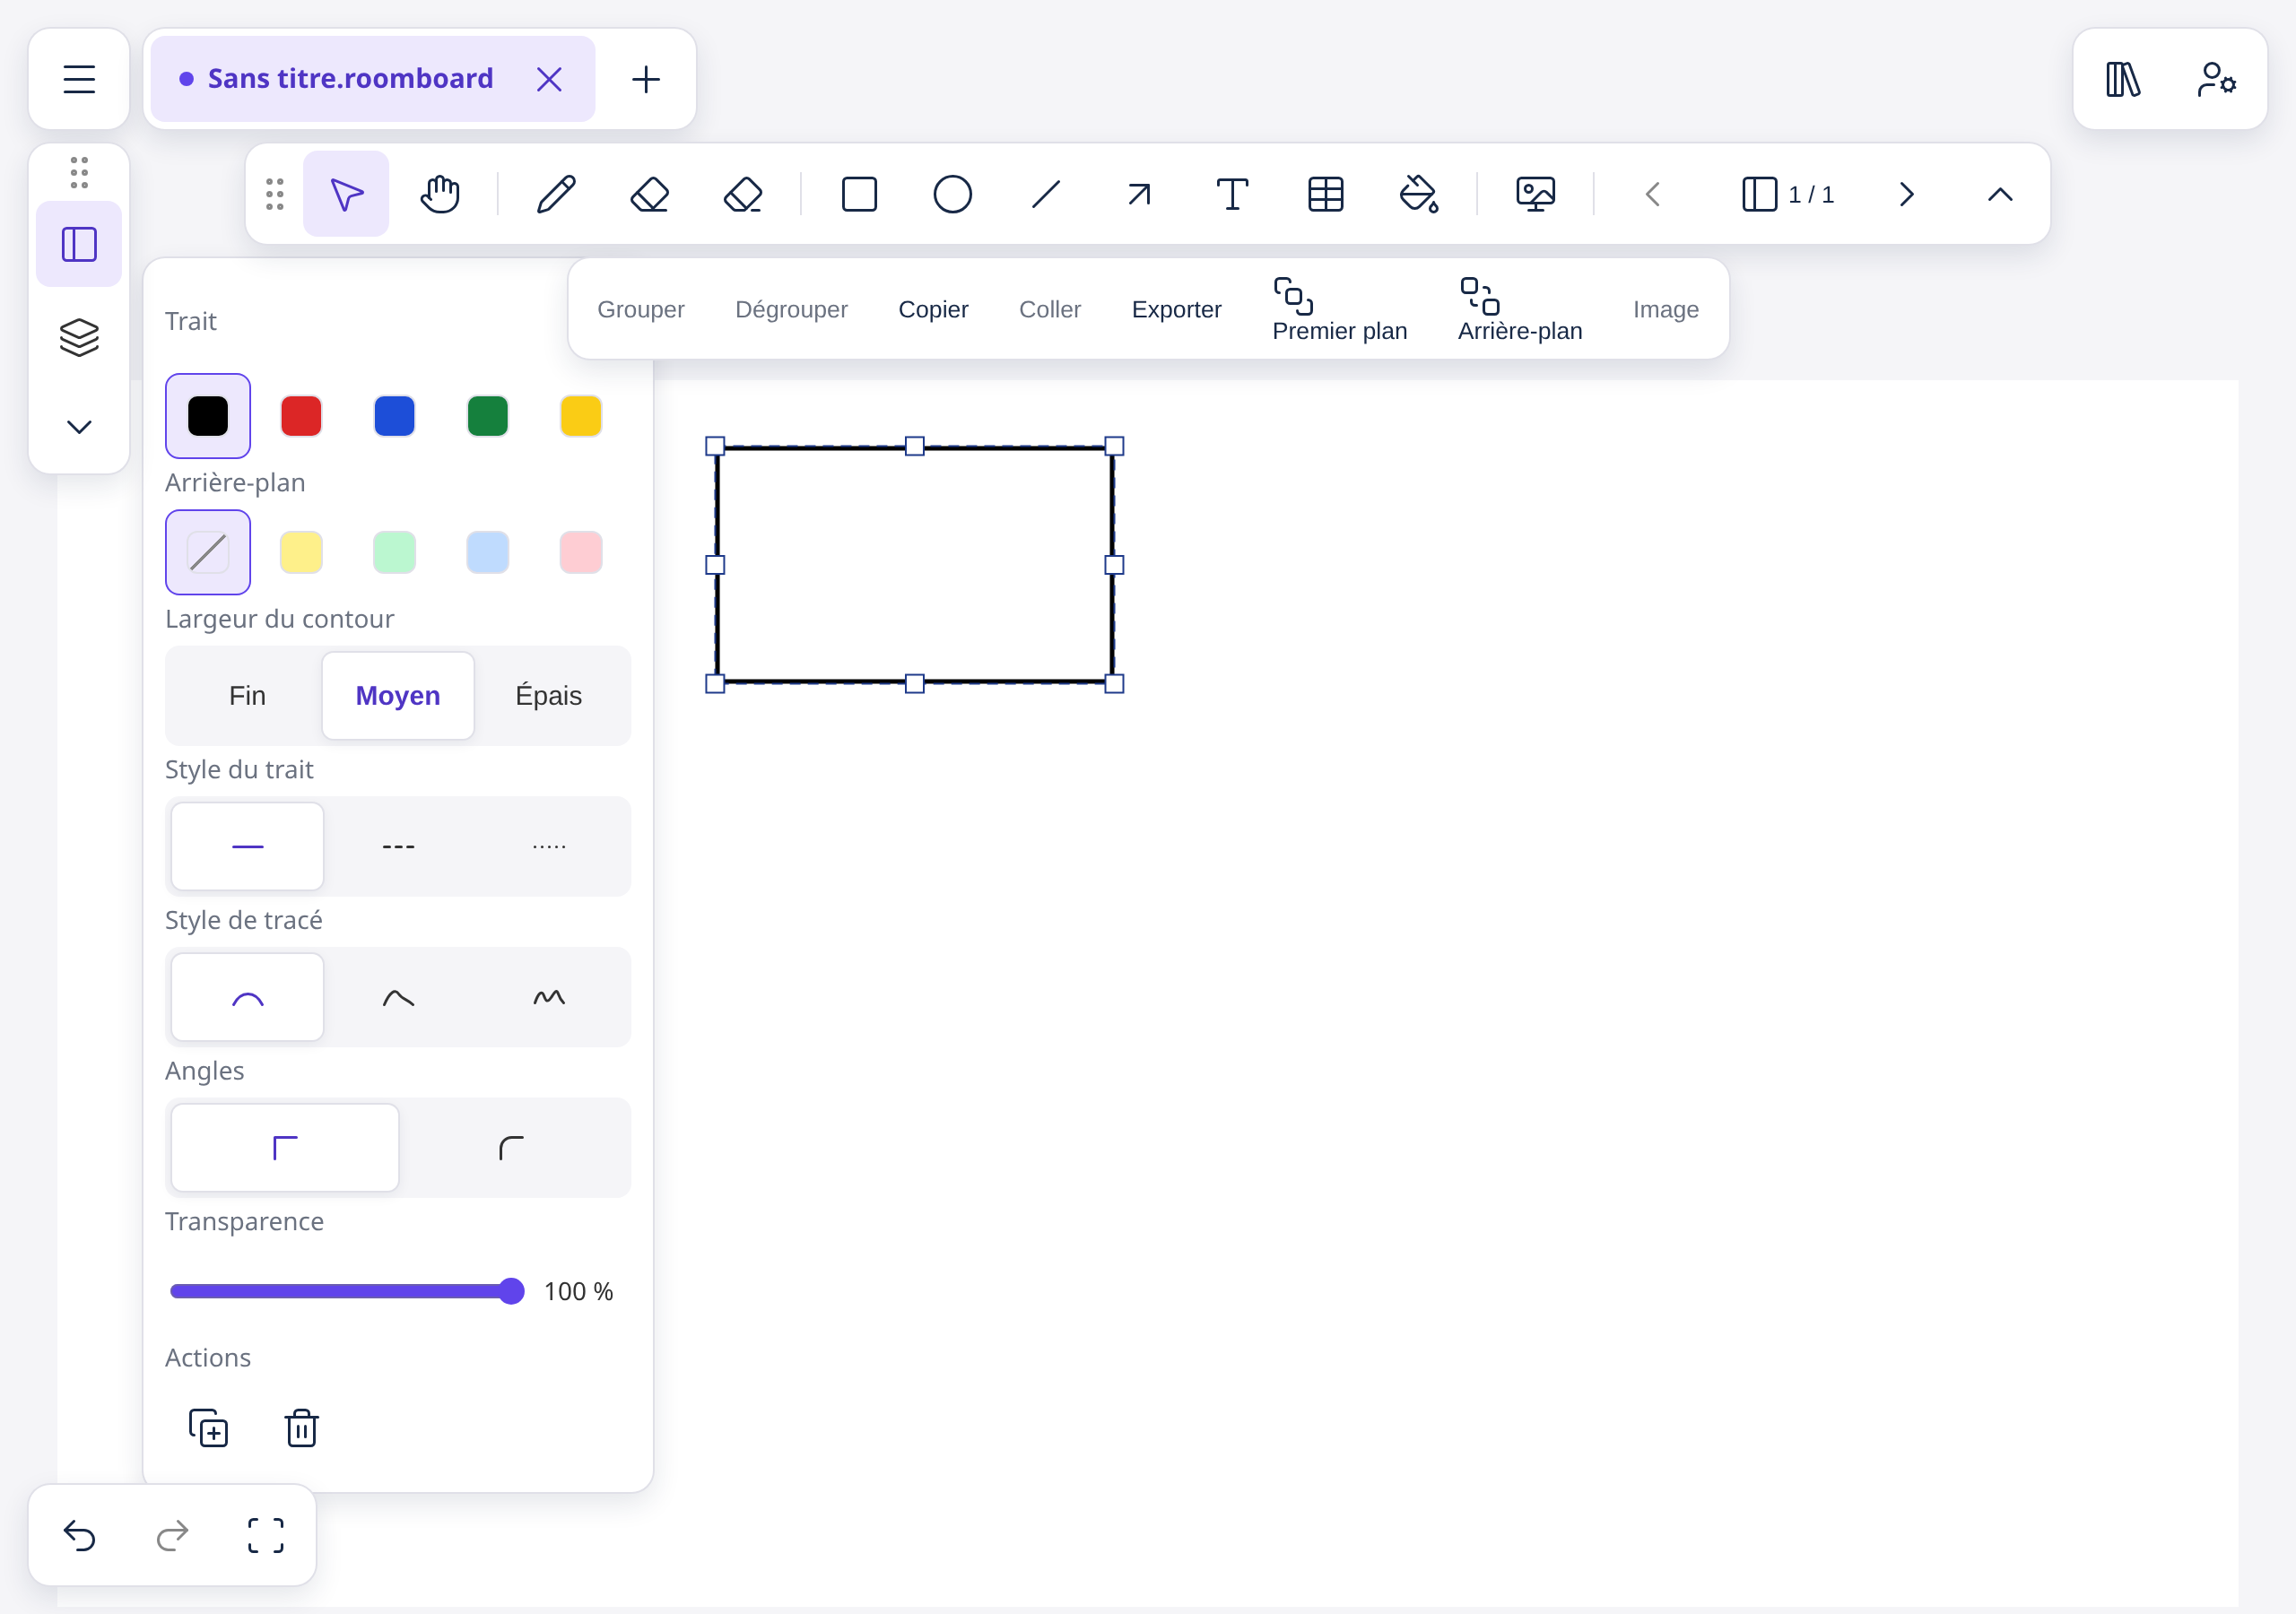 Sans titre.roomboard
1 / 1
Grouper Dégrouper Copier Coller Exporter Premier plan Arrière-plan Image
Trait
Arrière-plan
Largeur du contour
Fin Moyen Épais
Style du trait
Style de tracé
Angles
Transparence
100 %
Actions